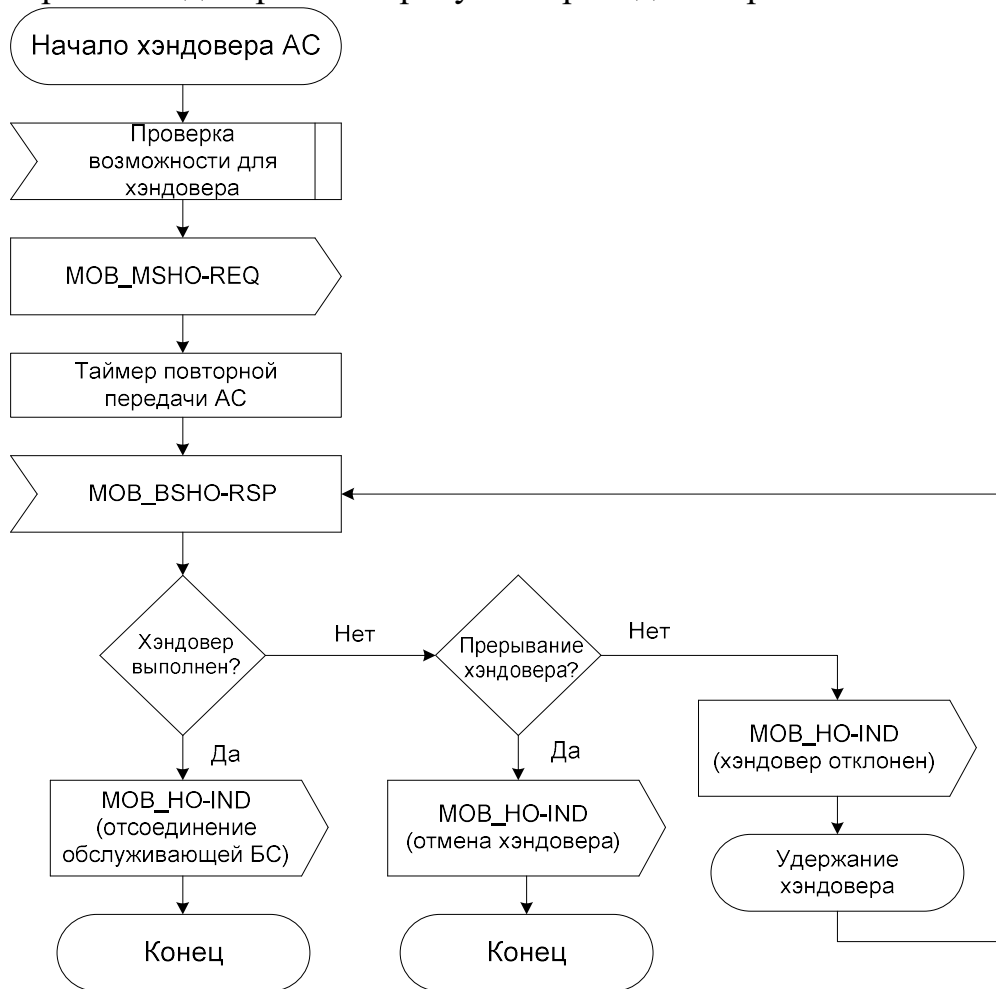 Начало хэндовера АС
Проверка
возможности для
хэндовера
MOB_MSHO-REQ
Таймер повторной
передачи АС
MOB_BSHO-RSP
Хэндовер
выполнен?
Нет
Прерывание
хэндовера?
Нет
Да
Да
MOB_HO-IND
(отсоединение
обслуживающей БС)
MOB_HO-IND
(отмена хэндовера)
MOB_HO-IND
(хэндовер отклонен)
Удержание
хэндовера
Конец
Конец